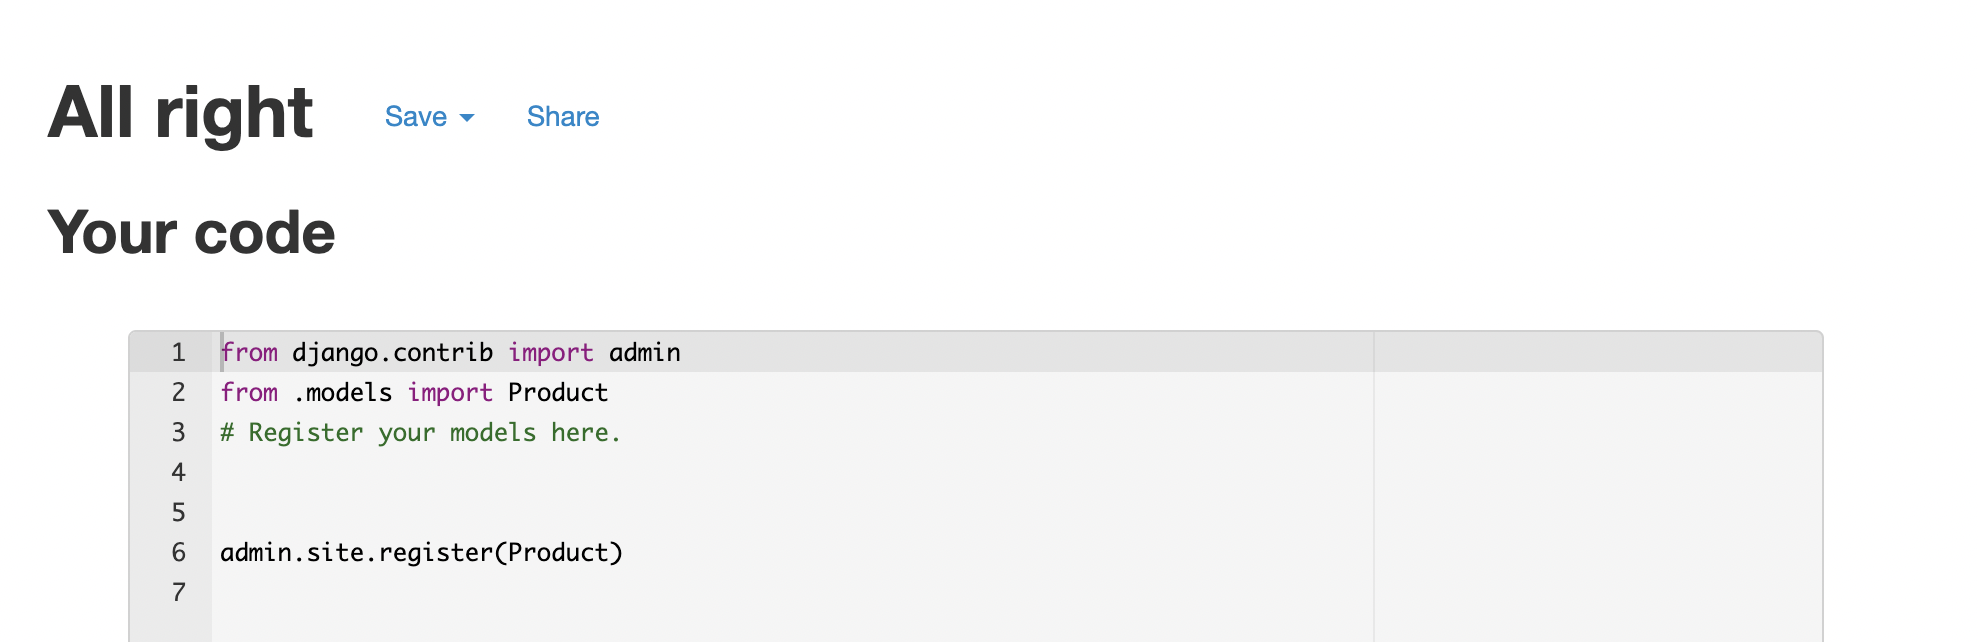 All right
Save
Share
Your code
1 from django.contrib import admin
2 from .models import Product
3 # Register your models here.
4
5
6 admin.site.register(Product)
7